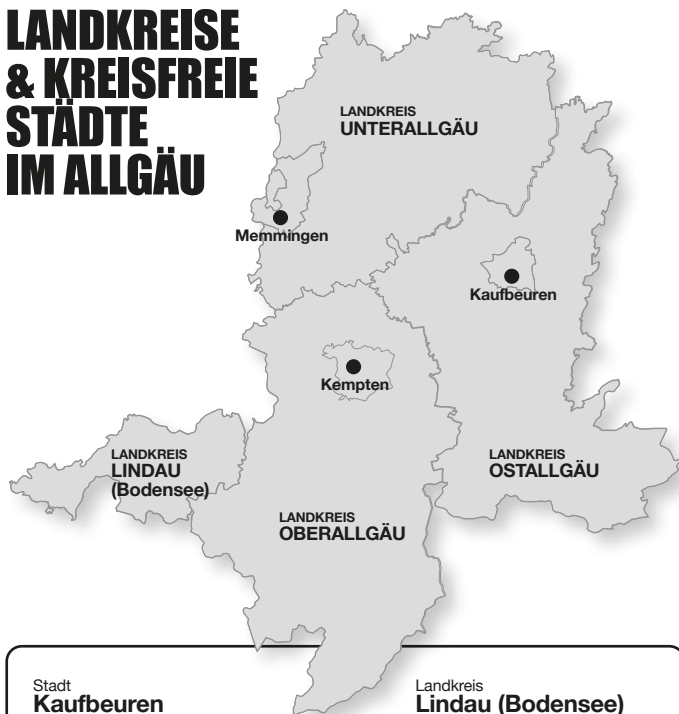 LANDKREISE
& KREISFREIE
STÄDTE
IM ALLGÄU
LANDKREIS
UNTERALLGÄU
Memmingen
Kaufbeuren
Kempten
LANDKREIS
LINDAU
(Bodensee)
LANDKREIS
OSTALLGÄU
LANDKREIS
OBERALLGÄU
Stadt
Kaufbeuren
Landkreis
Lindau (Bodensee)